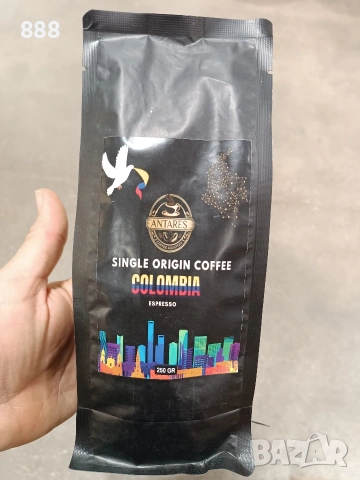 888
ANTARES
SINGLE ORIGIN COFFEE
COLOMBIA
ESPRESSO
250 GR
BAZAR